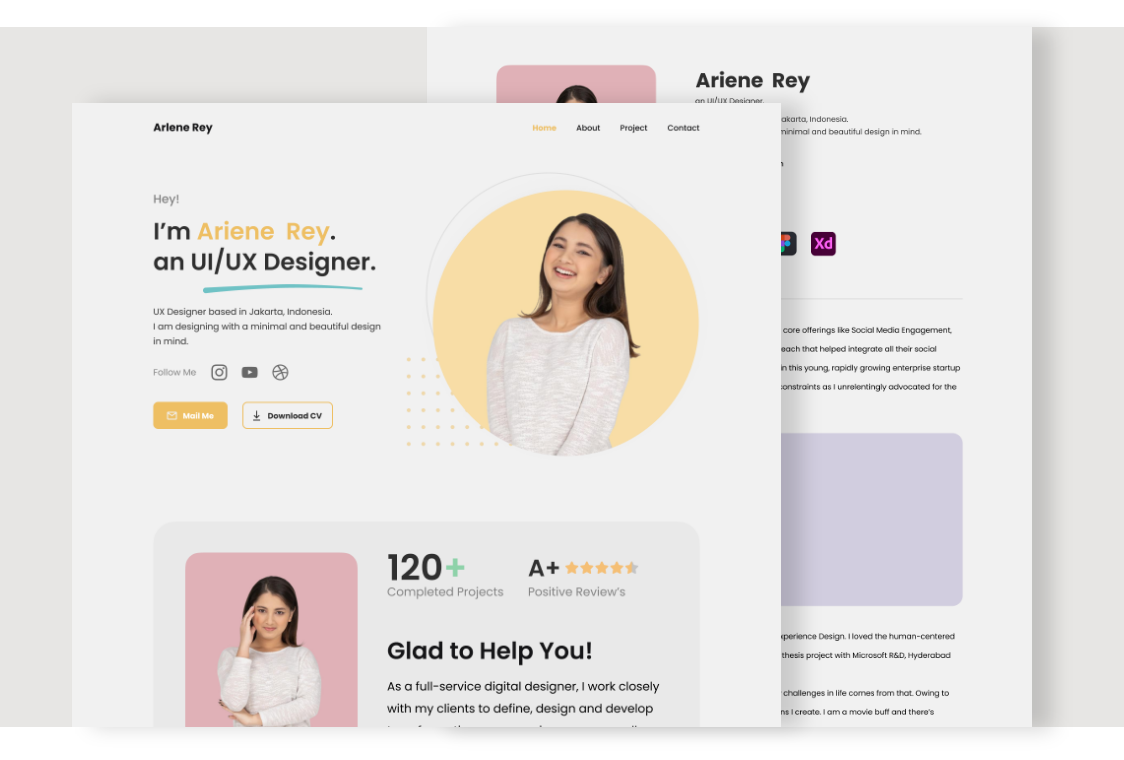 Arlene Rey
Home About Project Contact
Hey!
I'm Ariene Rey.
an UI/UX Designer.
UX Designer based in Jakarta, Indonesia.
I am designing with a minimal and beautiful design
in mind.
Follow Me
Mail Me
Download CV
120+
Completed Projects
A+
Positive Review's
Glad to Help You!
As a full-service digital designer, I work closely
with my clients to define, design and develop
Ariene Rey
an UI/UX Designer.
Jakarta, Indonesia.
minimal and beautiful design in mind.
Xd
core offerings like Social Media Engagement,
that helped integrate all their social
in this young, rapidly growing enterprise startup
constraints as I unrelentingly advocated for the
Experience Design. I loved the human-centered
thesis project with Microsoft R&D, Hyderabad
challenges in life comes from that. Owing to
I create. I am a movie buff and there's